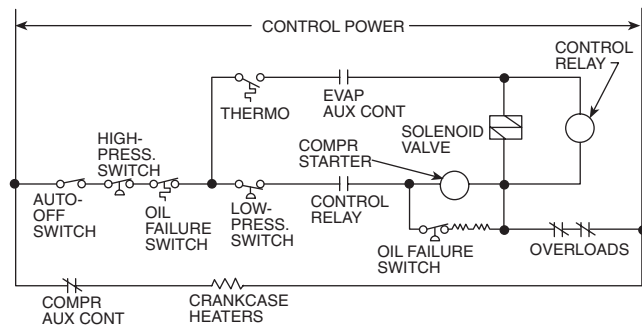 CONTROL POWER
CONTROL
RELAY
THERMO
EVAP
AUX CONT
SOLENOID
VALVE
COMPR
STARTER
HIGH-
PRESS.
SWITCH
AUTO-
OFF
SWITCH
OIL
FAILURE
SWITCH
LOW-
PRESS.
SWITCH
CONTROL
RELAY
OIL FAILURE
SWITCH
OVERLOADS
COMPR
AUX CONT
CRANKCASE
HEATERS